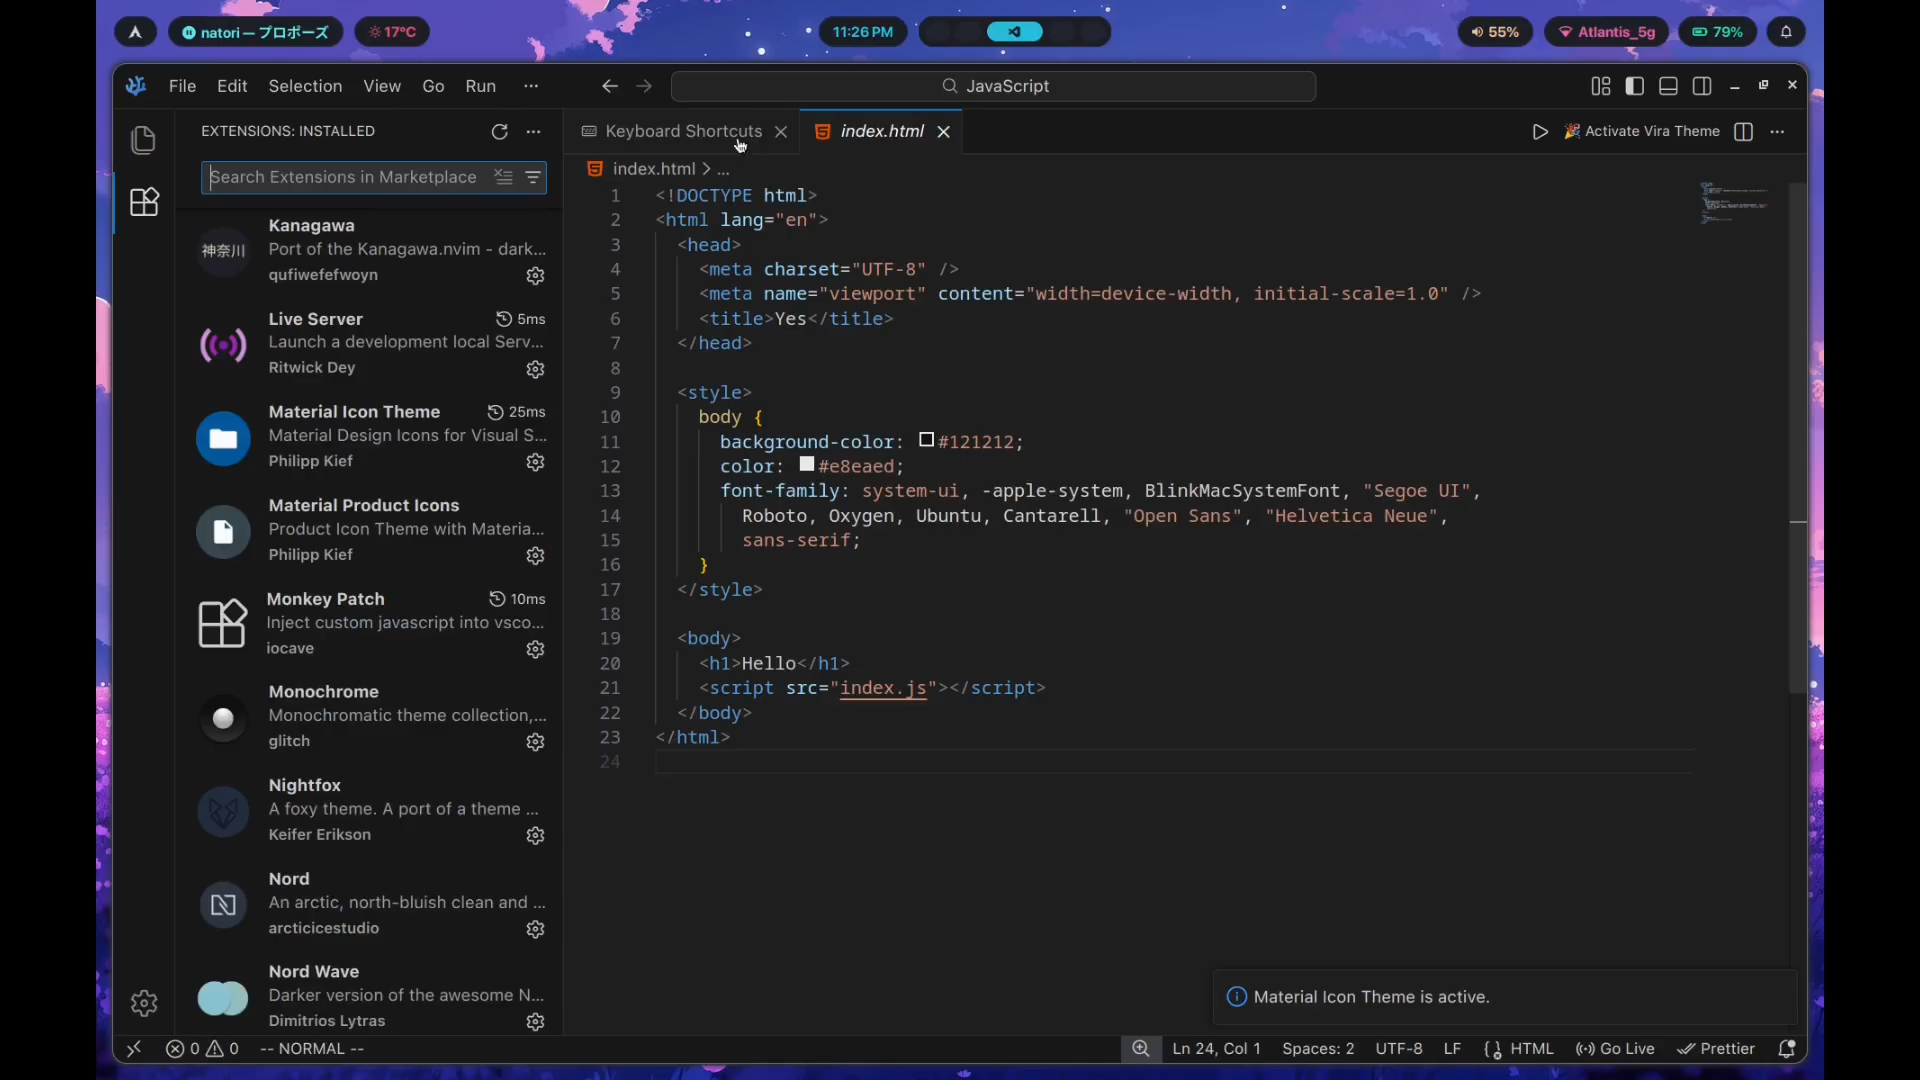 natori — プロポーズ
17°C
11:26 PM
55%
Atlantis_5g
79%
File Edit Selection View Go Run ···
JavaScript
EXTENSIONS: INSTALLED
Search Extensions in Marketplace
Kanagawa
Port of the Kanagawa.nvim - dark...
qufiwefefwoyn
神奈川
Live Server 5ms
Launch a development local Serv...
Ritwick Dey
Material Icon Theme 25ms
Material Design Icons for Visual S...
Philipp Kief
Material Product Icons
Product Icon Theme with Materia...
Philipp Kief
Monkey Patch 10ms
Inject custom javascript into vsco...
iocave
Monochrome
Monochromatic theme collection,...
glitch
Nightfox
A foxy theme. A port of a theme ...
Keifer Erikson
Nord
An arctic, north-bluish clean and ...
arcticicestudio
Nord Wave
Darker version of the awesome N...
Dimitrios Lytras
Keyboard Shortcuts
index.html
Activate Vira Theme
index.html > ...
1 <!DOCTYPE html>
2 <html lang="en">
3 <head>
4 <meta charset="UTF-8" />
5 <meta name="viewport" content="width=device-width, initial-scale=1.0" />
6 <title>Yes</title>
7 </head>
8
9 <style>
10 body {
11 background-color: #121212;
12 color: #e8eaed;
13 font-family: system-ui, -apple-system, BlinkMacSystemFont, "Segoe UI",
14 Roboto, Oxygen, Ubuntu, Cantarell, "Open Sans", "Helvetica Neue",
15 sans-serif;
16 }
17 </style>
18
19 <body>
20 <h1>Hello</h1>
21 <script src="index.js"></script>
22 </body>
23 </html>
24
Material Icon Theme is active.
0 0 -- NORMAL --
Ln 24, Col 1 Spaces: 2 UTF-8 LF {} HTML Go Live Prettier